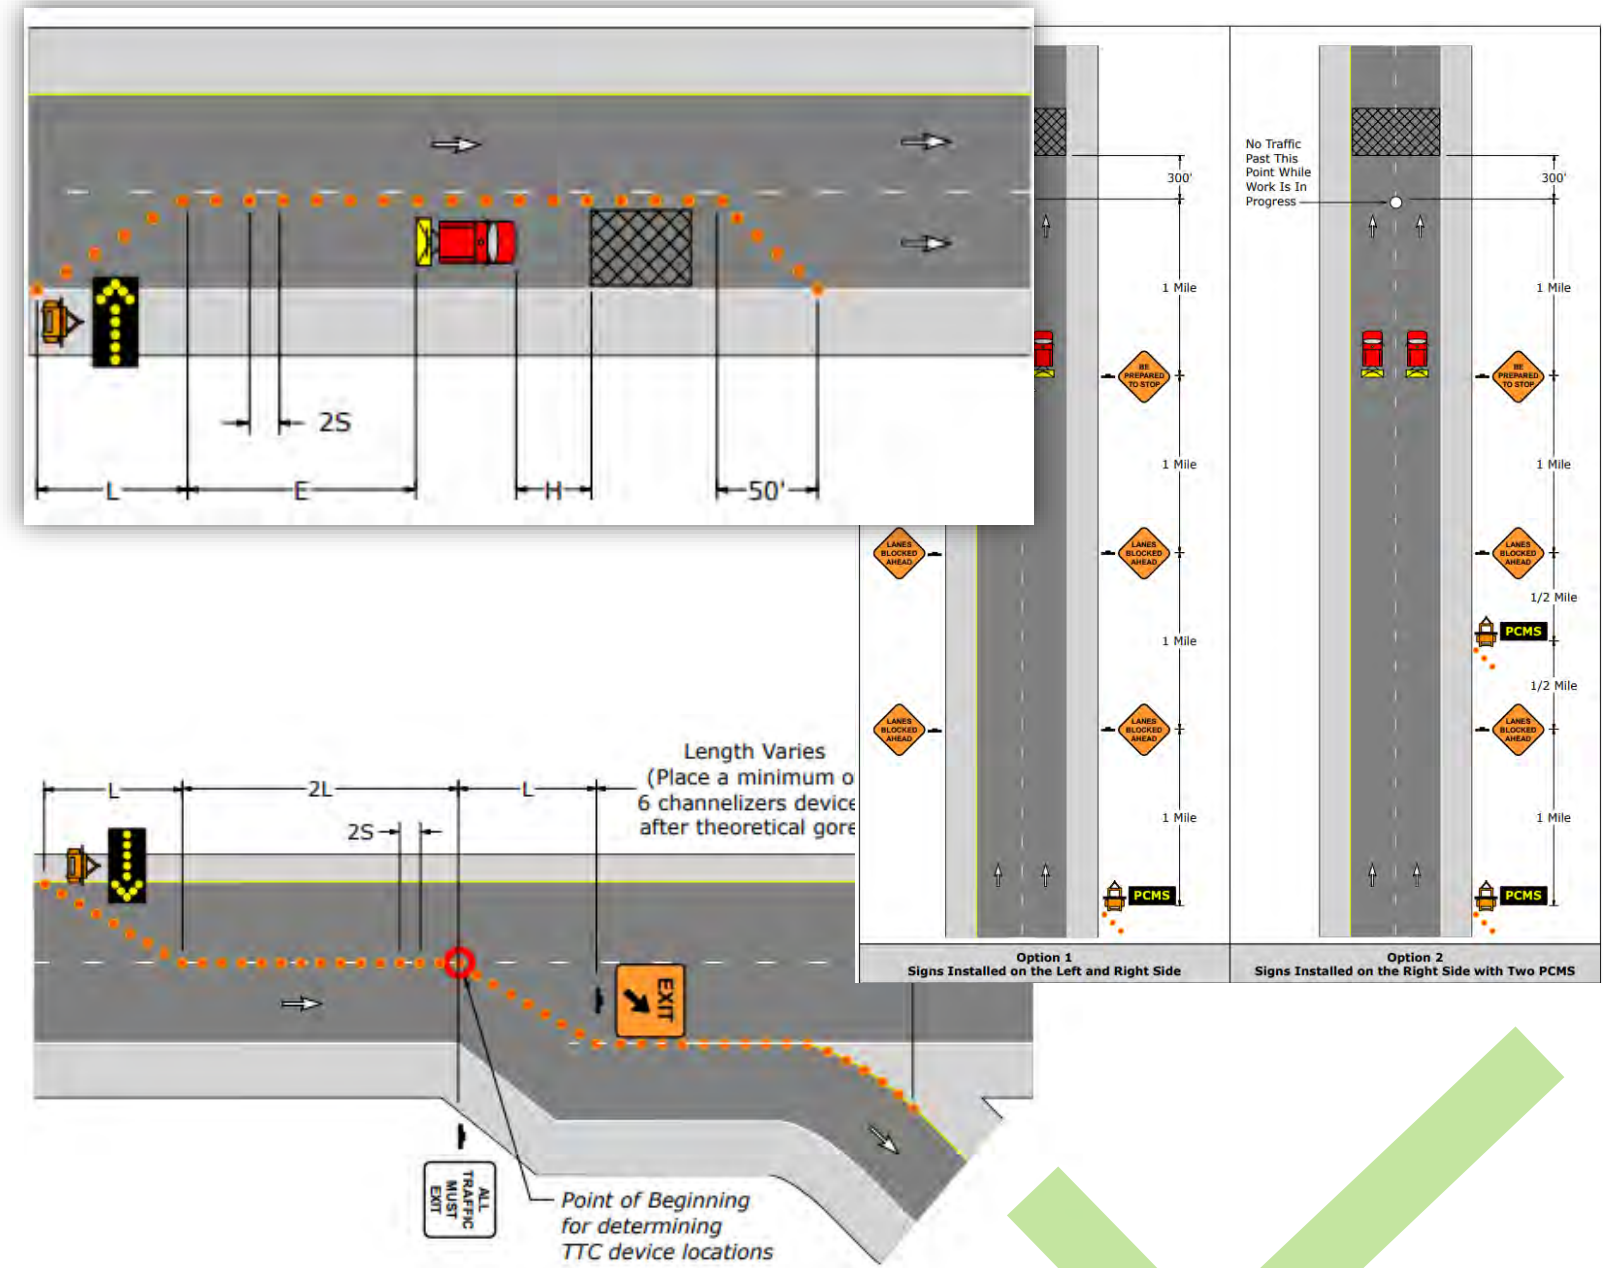 2S
L
E
H
50'
300'
1 Mile
BE
PREPARED
TO STOP
1 Mile
LANES
BLOCKED
AHEAD
LANES
BLOCKED
AHEAD
1 Mile
LANES
BLOCKED
AHEAD
LANES
BLOCKED
AHEAD
1 Mile
PCMS
Option 1
Signs Installed on the Left and Right Side
No Traffic
Past This
Point While
Work Is In
Progress
300'
1 Mile
BE
PREPARED
TO STOP
1 Mile
LANES
BLOCKED
AHEAD
1/2 Mile
PCMS
1/2 Mile
LANES
BLOCKED
AHEAD
1 Mile
PCMS
Option 2
Signs Installed on the Right Side with Two PCMS
Length Varies
(Place a minimum o
6 channelizers device
after theoretical gore
L
2L
L
2S
EXIT
ALL
TRAFFIC
MUST
EXIT
Point of Beginning
for determining
TTC device locations